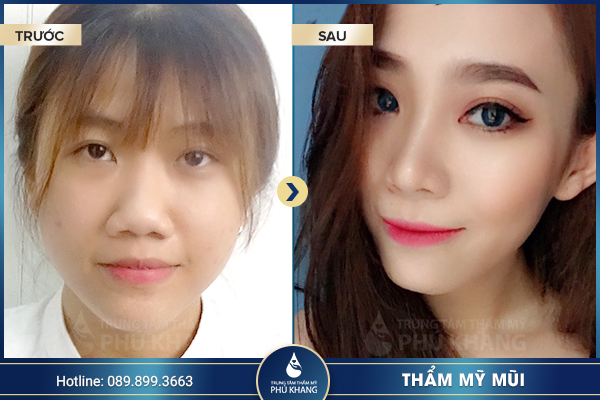 TRƯỚC
SAU
TRUNG TÂM THẨM MỸ
PHÚ KHANG
TRUNG TÂM THẨM MỸ
PHÚ KHANG
Hotline: 089.899.3663
TRUNG TÂM THẨM MỸ
PHÚ KHANG
THẨM MỸ MŨI